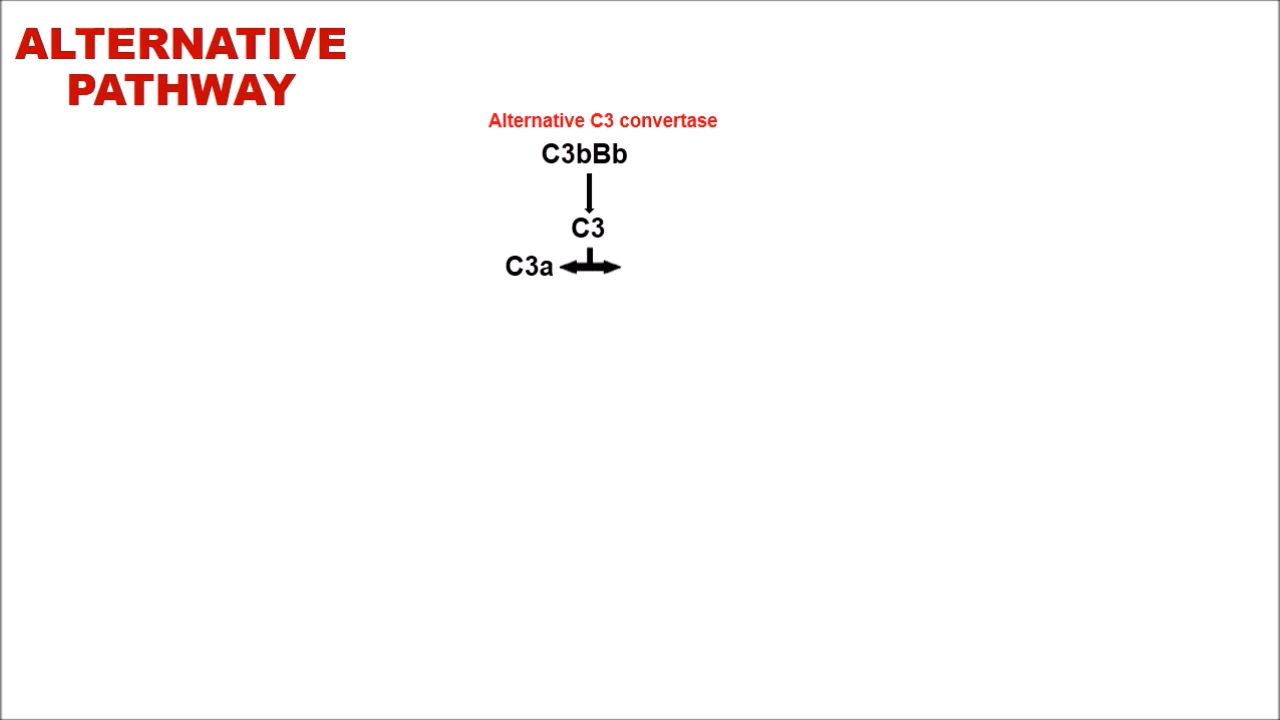 ALTERNATIVE
PATHWAY
Alternative C3 convertase
C3bBb
C3
C3a